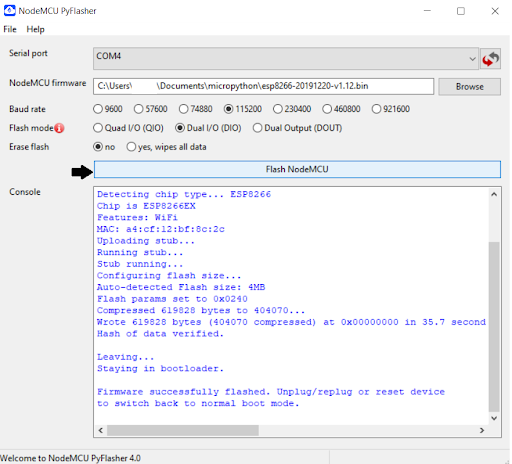 NodeMCU PyFlasher
File Help
Serial port COM4
NodeMCU firmware C:\Users\ \Documents\micropython\esp8266-20191220-v1.12.bin Browse
Baud rate 9600 57600 74880 115200 230400 460800 921600
Flash mode Quad I/O (QIO) Dual I/O (DIO) Dual Output (DOUT)
Erase flash no yes, wipes all data
Flash NodeMCU
Console
Detecting chip type... ESP8266
Chip is ESP8266EX
Features: WiFi
MAC: a4:cf:12:bf:8c:2c
Uploading stub...
Running stub...
Stub running...
Configuring flash size...
Auto-detected Flash size: 4MB
Flash params set to 0x0240
Compressed 619828 bytes to 404070...
Wrote 619828 bytes (404070 compressed) at 0x00000000 in 35.7 second
Hash of data verified.
Leaving...
Staying in bootloader.
Firmware successfully flashed. Unplug/replug or reset device
to switch back to normal boot mode.
Welcome to NodeMCU PyFlasher 4.0